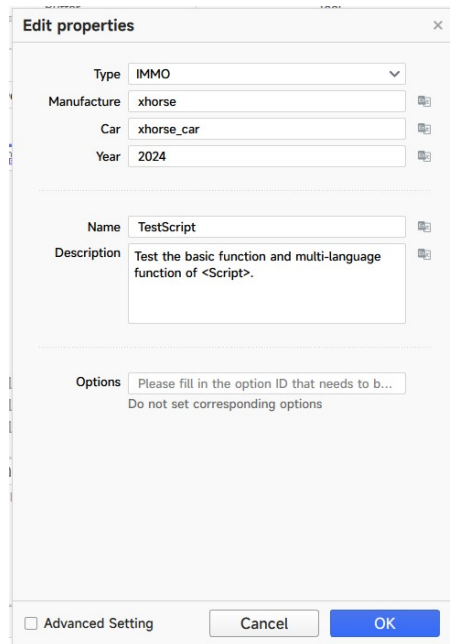 Edit properties
Type IMMO
Manufacture xhorse
Car xhorse_car
Year 2024
Name TestScript
Description Test the basic function and multi-language
function of <Script>.
Options Please fill in the option ID that needs to b...
Do not set corresponding options
Advanced Setting Cancel OK